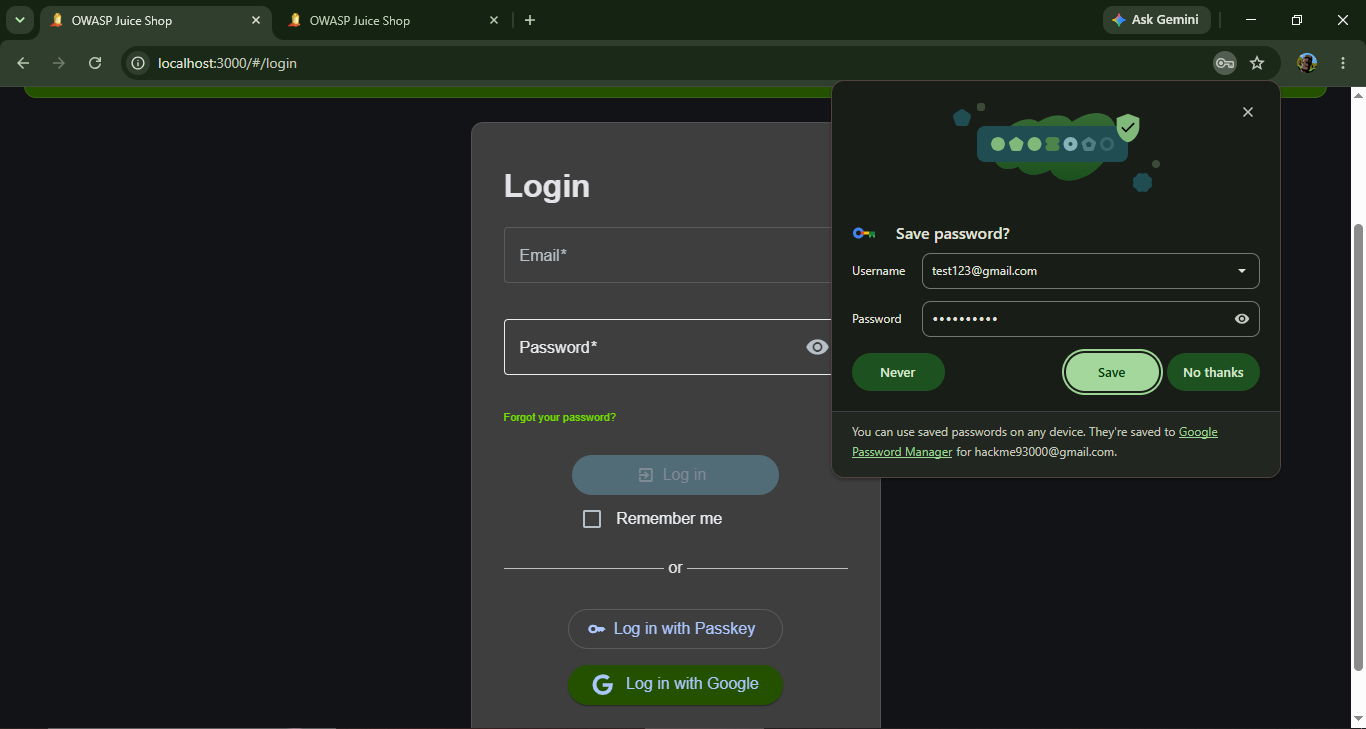 OWASP Juice Shop
OWASP Juice Shop
Ask Gemini
localhost:3000/#/login
Login
Email*
Password*
Forgot your password?
Log in
Remember me
or
Log in with Passkey
Log in with Google
Save password?
Username
test123@gmail.com
Password
••••••••••
Never
Save
No thanks
You can use saved passwords on any device. They're saved to Google
Password Manager for hackme93000@gmail.com.